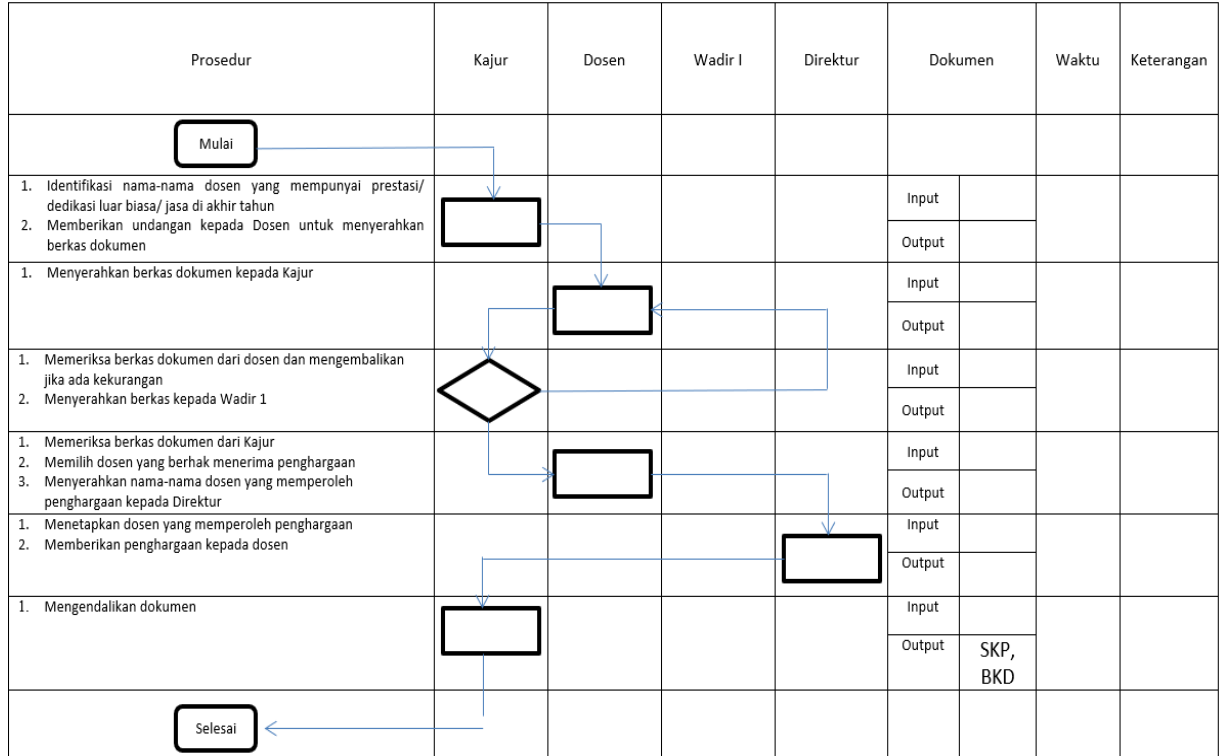 Prosedur Kajur Dosen Wadir I Direktur Dokumen Waktu Keterangan
Mulai
1. Identifikasi nama-nama dosen yang mempunyai prestasi/
dedikasi luar biasa/ jasa di akhir tahun
2. Memberikan undangan kepada Dosen untuk menyerahkan
berkas dokumen
Input
Output
1. Menyerahkan berkas dokumen kepada Kajur
Input
Output
1. Memeriksa berkas dokumen dari dosen dan mengembalikan
jika ada kekurangan
2. Menyerahkan berkas kepada Wadir 1
Input
Output
1. Memeriksa berkas dokumen dari Kajur
2. Memilih dosen yang berhak menerima penghargaan
3. Menyerahkan nama-nama dosen yang memperoleh
penghargaan kepada Direktur
Input
Output
1. Menetapkan dosen yang memperoleh penghargaan
2. Memberikan penghargaan kepada dosen
Input
Output
1. Mengendalikan dokumen
Input
Output
SKP,
BKD
Selesai